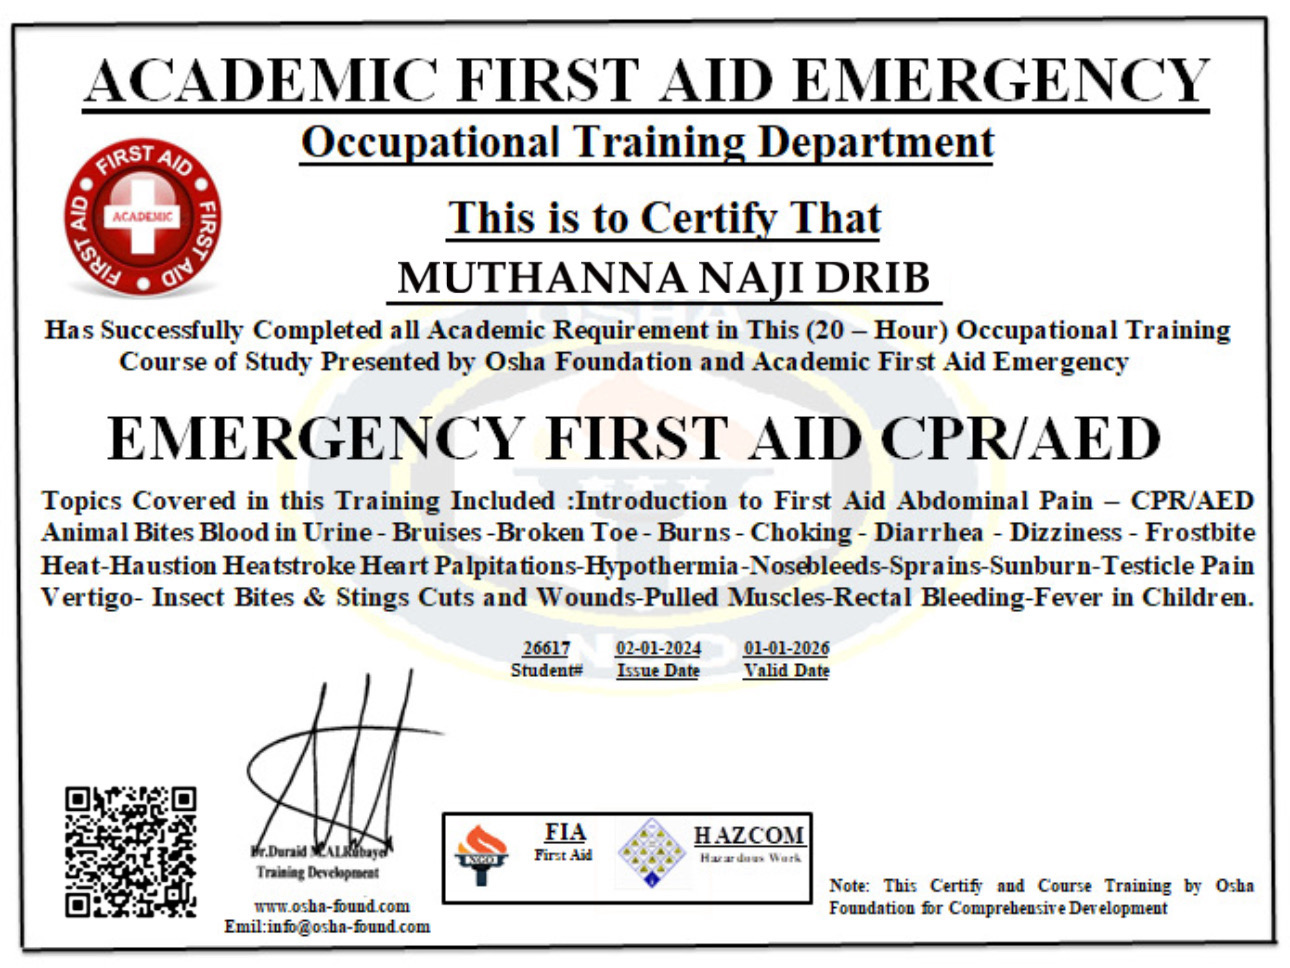 ACADEMIC FIRST AID EMERGENCY
Occupational Training Department
FIRST AID
FIRST AID
FIRST AID
ACADEMIC
This is to Certify That
MUTHANNA NAJI DRIB
OSHA
Has Successfully Completed all Academic Requirement in This (20 – Hour) Occupational Training
Course of Study Presented by Osha Foundation and Academic First Aid Emergency
EMERGENCY FIRST AID CPR/AED
Topics Covered in this Training Included :Introduction to First Aid Abdominal Pain – CPR/AED
Animal Bites Blood in Urine - Bruises -Broken Toe - Burns - Choking - Diarrhea - Dizziness - Frostbite
Heat-Haustion Heatstroke Heart Palpitations-Hypothermia-Nosebleeds-Sprains-Sunburn-Testicle Pain
Vertigo- Insect Bites & Stings Cuts and Wounds-Pulled Muscles-Rectal Bleeding-Fever in Children.
NGO
26617 02-01-2024 01-01-2026
Student# Issue Date Valid Date
Dr.Duraid
Training Development
www.osha-found.com
Emil:info@osha-found.com
NGO
FIA
First Aid
HAZCOM
Hazardous Work
Note: This Certify and Course Training by Osha
Foundation for Comprehensive Development